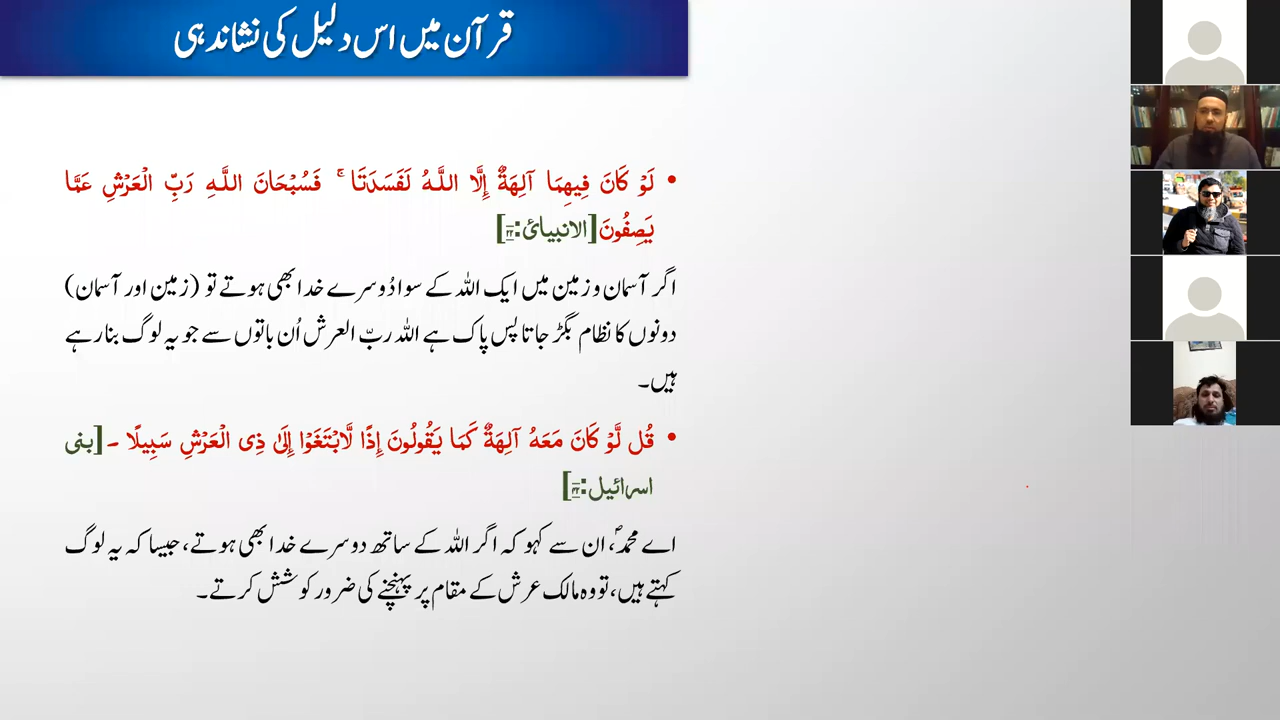 قرآن میں اس دلیل کی نشاندہی
• لَوْ كَانَ فِيهِمَا آلِهَةٌ إِلَّا اللَّـهُ لَفَسَدَتَا ۚ فَسُبْحَانَ اللَّـهِ رَبِّ الْعَرْشِ عَمَّا
يَصِفُونَ [الانبیائ:۲۲]
اگر آسمان و زمین میں ایک اللہ کے سوا دُوسرے خدا بھی ہوتے تو (زمین اور آسمان)
دونوں کا نظام بگڑ جاتا پس پاک ہے اللہ ربّ العرش اُن باتوں سے جو یہ لوگ بنا رہے
ہیں۔
• قُل لَّوْ كَانَ مَعَهُ آلِهَةٌ كَمَا يَقُولُونَ إِذًا لَّابْتَغَوْا إِلَىٰ ذِي الْعَرْشِ سَبِيلًا ۔ [بنی
اسرائیل:۴۲]
اے محمدؐ، ان سے کہو کہ اگر اللہ کے ساتھ دوسرے خدا بھی ہوتے، جیسا کہ یہ لوگ
کہتے ہیں، تو وہ مالک عرش کے مقام پر پہنچنے کی ضرور کوشش کرتے۔